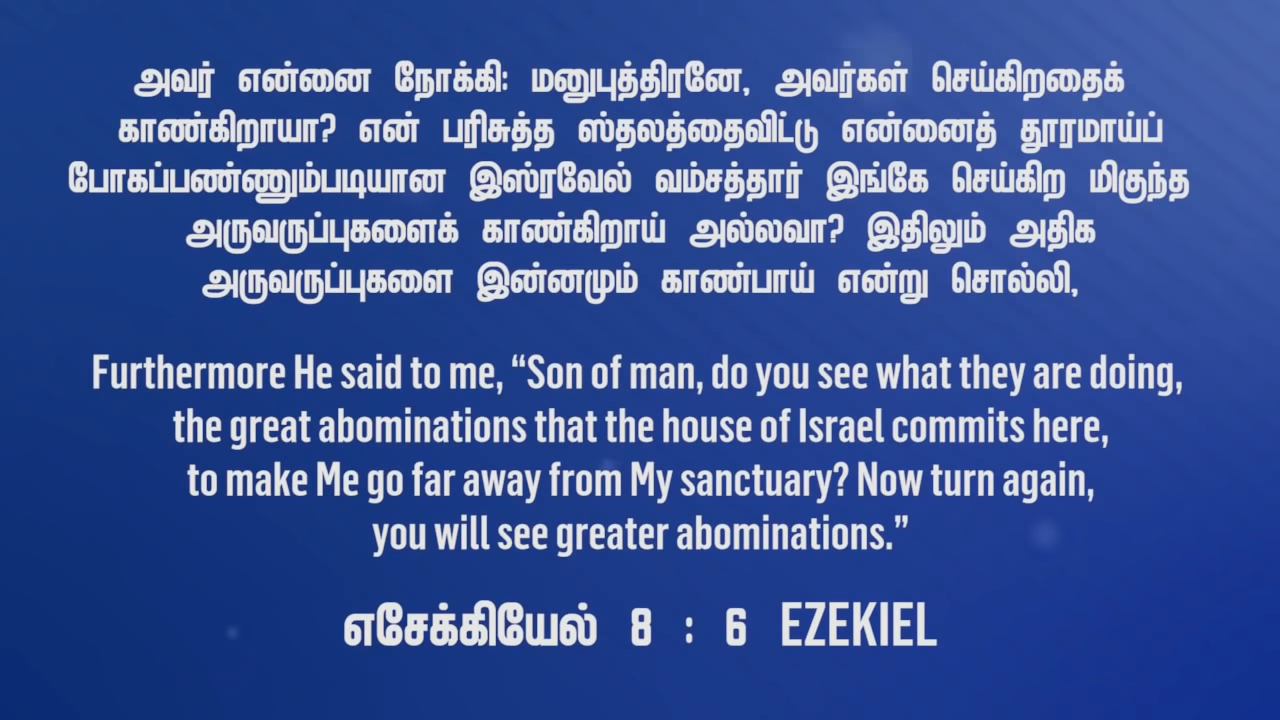 அவர் என்னை நோக்கி: மனுபுத்திரனே, அவர்கள் செய்கிறதைக்
காண்கிறாயா? என் பரிசுத்த ஸ்தலத்தைவிட்டு என்னைத் தூரமாய்ப்
போகப்பண்ணும்படியான இஸ்ரவேல் வம்சத்தார் இங்கே செய்கிற மிகுந்த
அருவருப்புகளைக் காண்கிறாய் அல்லவா? இதிலும் அதிக
அருவருப்புகளை இன்னமும் காண்பாய் என்று சொல்லி,
Furthermore He said to me, “Son of man, do you see what they are doing,
the great abominations that the house of Israel commits here,
to make Me go far away from My sanctuary? Now turn again,
you will see greater abominations.”
எசேக்கியேல் 8 : 6 EZEKIEL